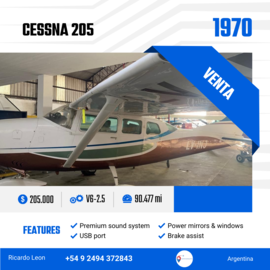 CESSNA 205
1970
VENTA
205.000
V6-2.5
90.477 mi
FEATURES
Premium sound system
Power mirrors & windows
USB port
Brake assist
Ricardo Leon
+54 9 2494 372843
Argentina